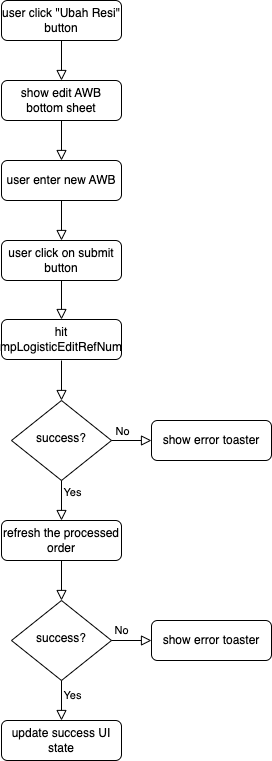 user click "Ubah Resi"
button
show edit AWB
bottom sheet
user enter new AWB
user click on submit
button
hit
mpLogisticEditRefNum
success?
No
show error toaster
Yes
refresh the processed
order
success?
No
show error toaster
Yes
update success UI
state